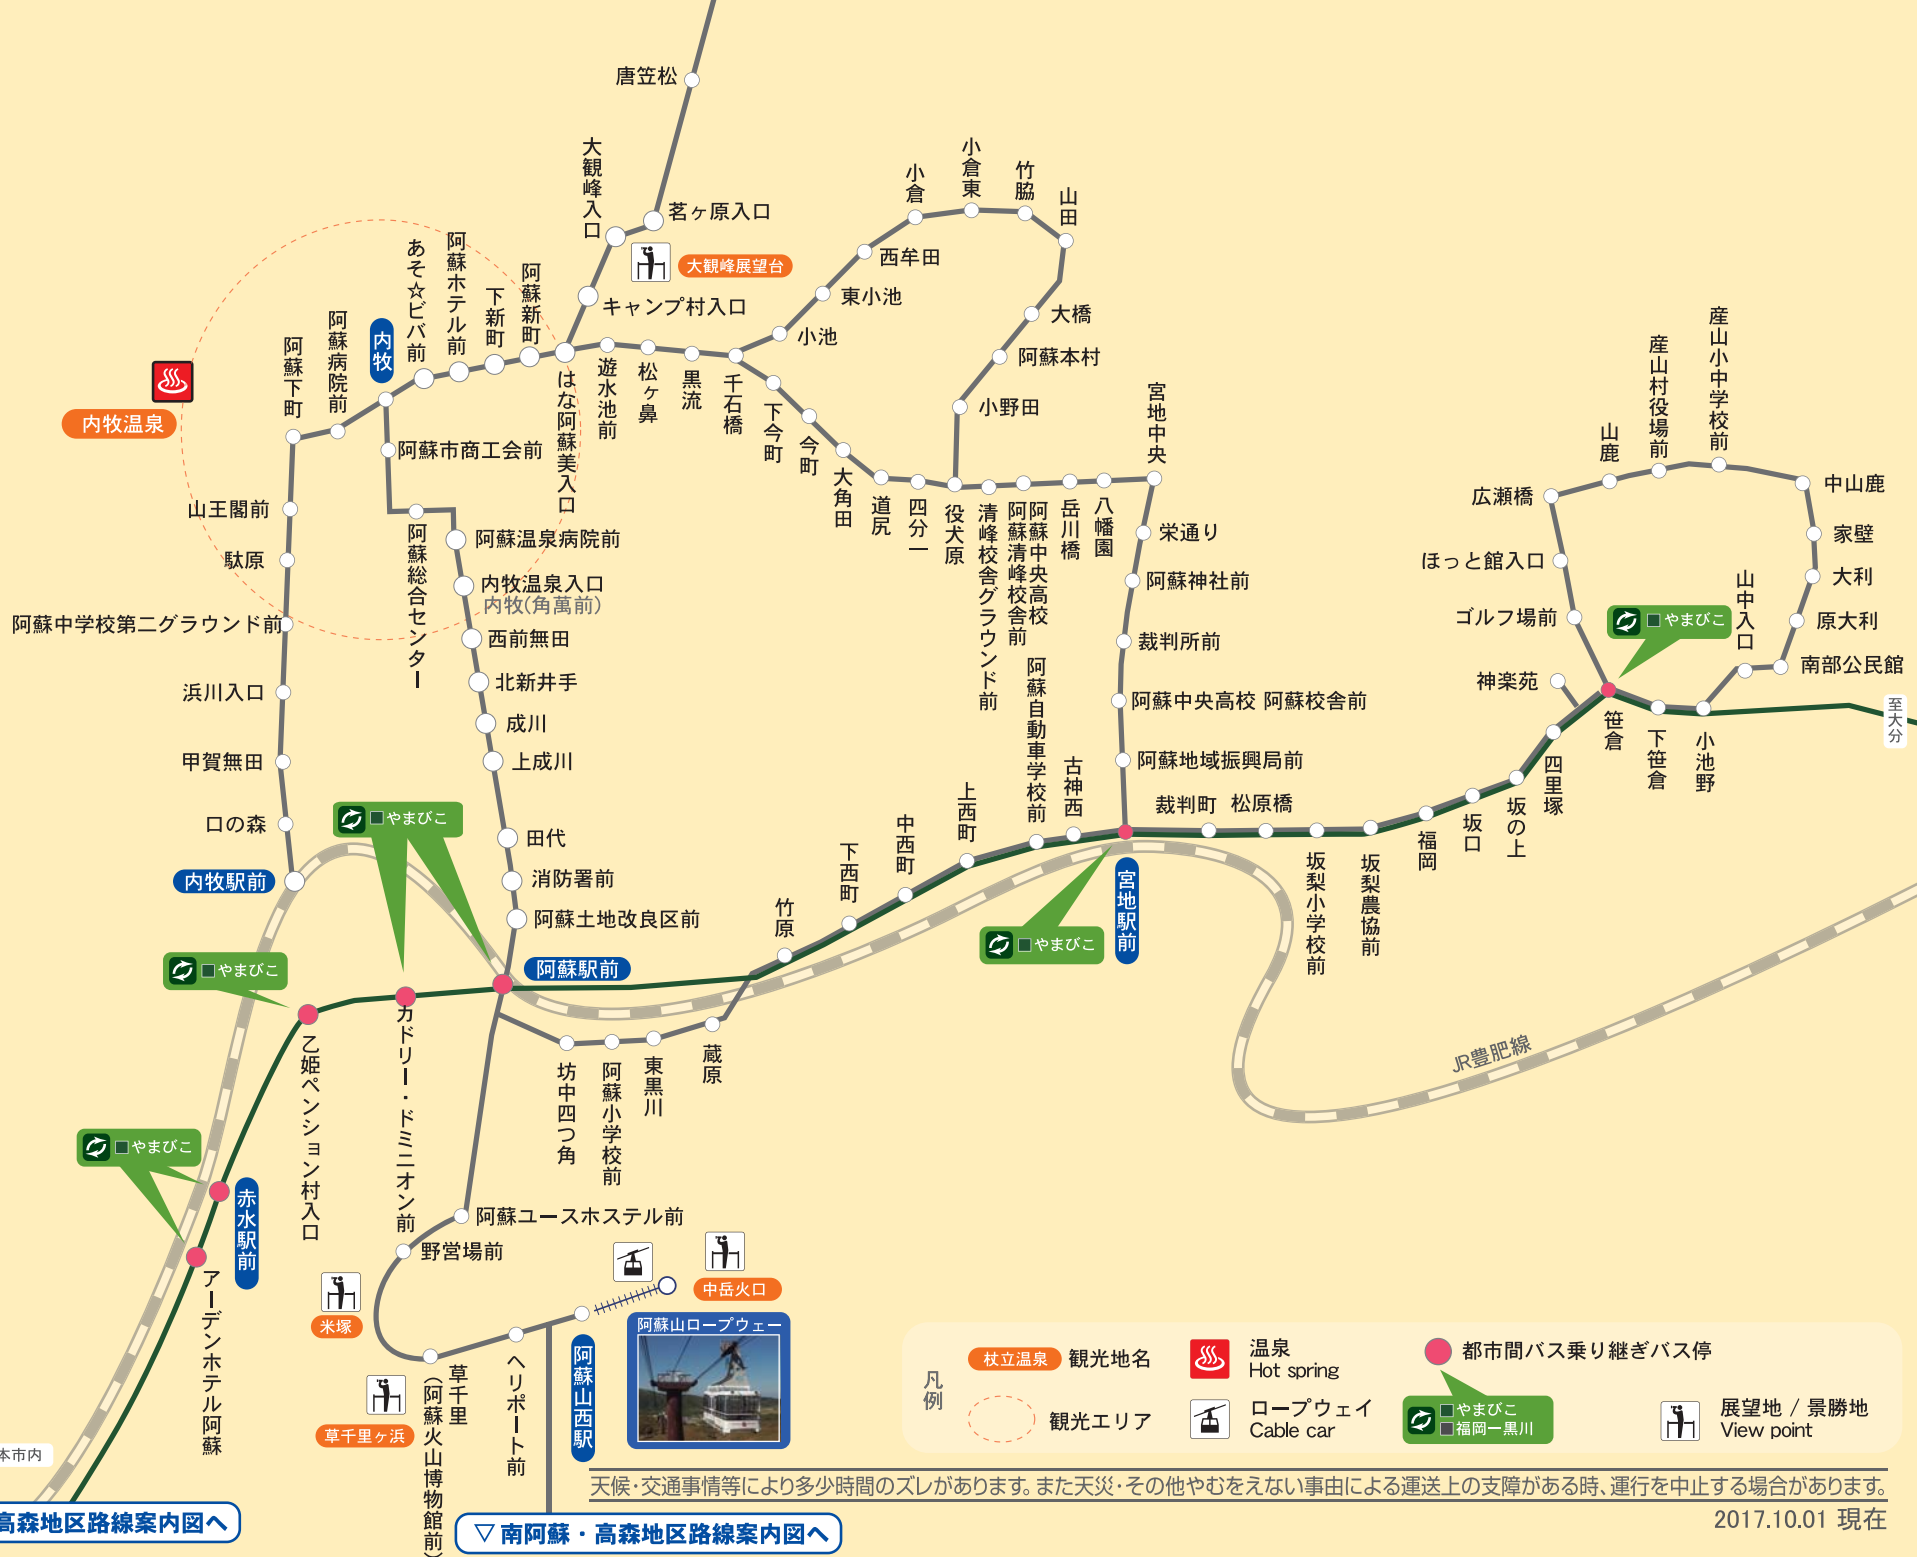 唐笠松
大観峰入口
茗ヶ原入口
大観峰展望台
キャンプ村入口
小倉
小倉東
竹脇
山田
西牟田
東小池
小池
大橋
阿蘇本村
小野田
内牧温泉
阿蘇下町
阿蘇病院前
内牧
あそ☆ビバ前
阿蘇ホテル前
下新町
阿蘇新町
はな阿蘇美入口
遊水池前
松ヶ鼻
黒流
千石橋
下今町
今町
大角田
道尻
四分一
役犬原
清峰校舎グラウンド前
阿蘇中央高校
阿蘇清峰校舎前
岳川橋
八幡園
宮地中央
栄通り
阿蘇神社前
裁判所前
阿蘇中央高校 阿蘇校舎前
阿蘇地域振興局前
阿蘇市商工会前
阿蘇総合センター
阿蘇温泉病院前
内牧温泉入口
内牧(角萬前)
西前無田
北新井手
成川
上成川
田代
消防署前
阿蘇土地改良区前
山王閣前
駄原
阿蘇中学校第二グラウンド前
浜川入口
甲賀無田
口の森
内牧駅前
やまびこ
やまびこ
やまびこ
やまびこ
やまびこ
阿蘇駅前
竹原
下西町
中西町
上西町
阿蘇自動車学校前
古神西
宮地駅前
裁判町
松原橋
坂梨小学校前
坂梨農協前
福岡
坂口
坂の上
四里塚
神楽苑
笹倉
下笹倉
小池野
山中入口
南部公民館
原大利
大利
家壁
中山鹿
産山小中学校前
産山村役場前
山鹿
広瀬橋
ほっと館入口
ゴルフ場前
至大分
JR豊肥線
乙姫ペンション村入口
カドリー・ドミニオン前
坊中四つ角
阿蘇小学校前
東黒川
蔵原
赤水駅前
アーデンホテル阿蘇
阿蘇ユースホステル前
野営場前
米塚
草千里ヶ浜
草千里
(阿蘇火山博物館前)
ヘリポート前
阿蘇山西駅
中岳火口
阿蘇山ロープウェー
凡例
杖立温泉
観光地名
観光エリア
温泉
Hot spring
ロープウェイ
Cable car
都市間バス乗り継ぎバス停
やまびこ
福岡ー黒川
展望地 / 景勝地
View point
天候・交通事情等により多少時間のズレがあります。また天災・その他やむをえない事由による運送上の支障がある時、運行を中止する場合があります。
2017.10.01 現在
本市内
高森地区路線案内図へ
▽南阿蘇・高森地区路線案内図へ